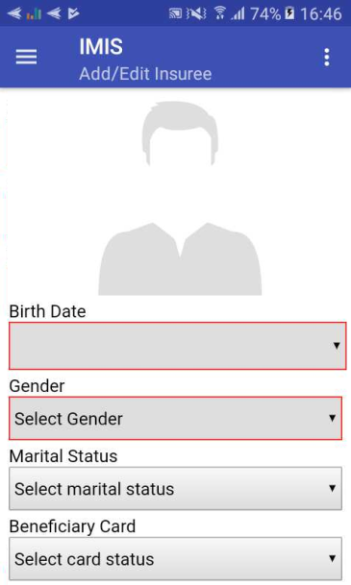 74% 16:46
IMIS
Add/Edit Insuree
Birth Date
Gender
Select Gender
Marital Status
Select marital status
Beneficiary Card
Select card status